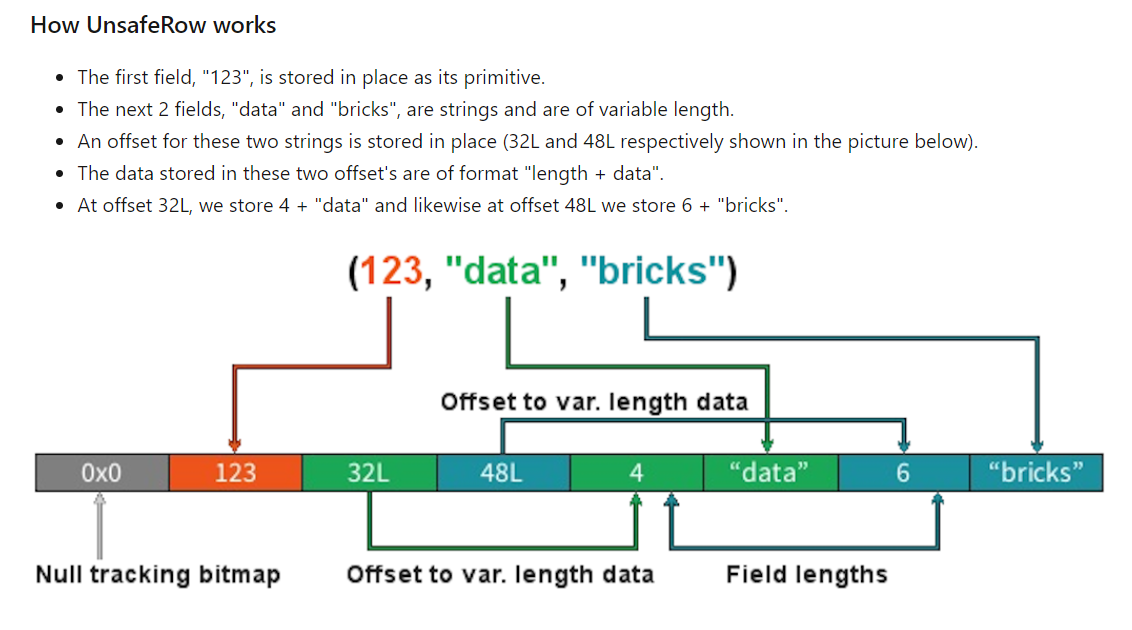 How UnsafeRow works
• The first field, "123", is stored in place as its primitive.
• The next 2 fields, "data" and "bricks", are strings and are of variable length.
• An offset for these two strings is stored in place (32L and 48L respectively shown in the picture below).
• The data stored in these two offset's are of format "length + data".
• At offset 32L, we store 4 + "data" and likewise at offset 48L we store 6 + "bricks".
(123, "data", "bricks")
Offset to var. length data
0x0 123 32L 48L 4 “data” 6 “bricks”
Null tracking bitmap Offset to var. length data Field lengths